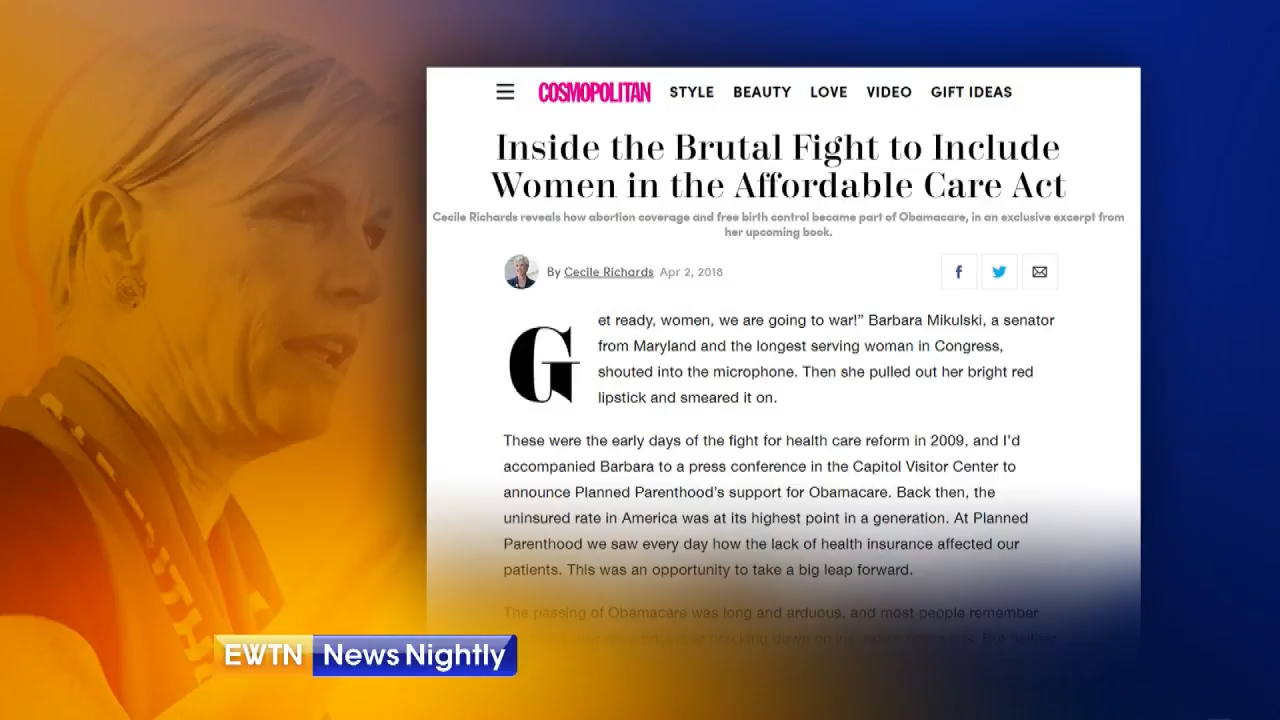 COSMOPOLITAN STYLE BEAUTY LOVE VIDEO GIFT IDEAS
Inside the Brutal Fight to Include
Women in the Affordable Care Act
Cecile Richards reveals how abortion coverage and free birth control became part of Obamacare, in an exclusive excerpt from
her upcoming book.
By Cecile Richards Apr 2, 2018
Get ready, women, we are going to war!” Barbara Mikulski, a senator
from Maryland and the longest serving woman in Congress,
shouted into the microphone. Then she pulled out her bright red
lipstick and smeared it on.
These were the early days of the fight for health care reform in 2009, and I’d
accompanied Barbara to a press conference in the Capitol Visitor Center to
announce Planned Parenthood’s support for Obamacare. Back then, the
uninsured rate in America was at its highest point in a generation. At Planned
Parenthood we saw every day how the lack of health insurance affected our
patients. This was an opportunity to take a big leap forward.
The passing of Obamacare was long and arduous, and most people remember
EWTN News Nightly